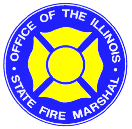 OFFICE OF THE ILLINOIS
STATE FIRE MARSHAL